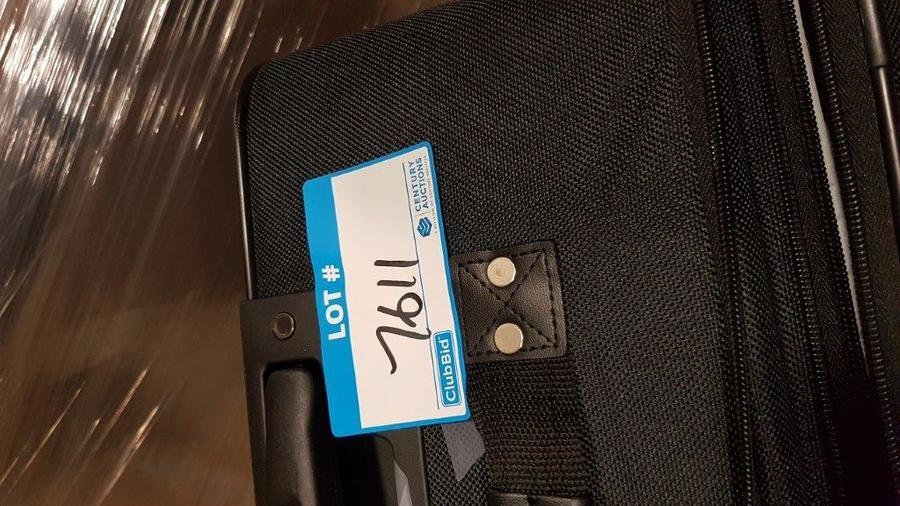 LOT #
7611
ClubBid
CENTURY
AUCTIONS